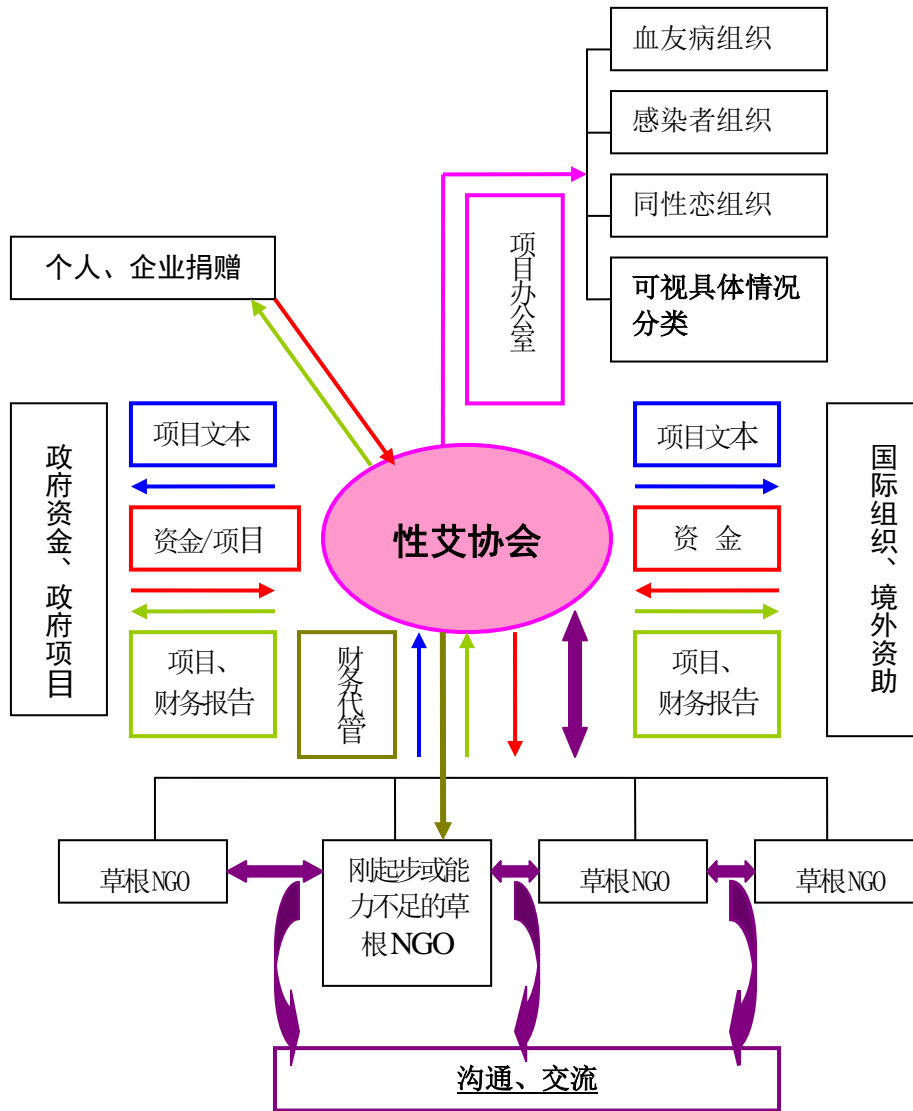 血友病组织
感染者组织
同性恋组织
可视具体情况
分类
项目办公室
个人、企业捐赠
政府资金、政府项目
项目文本
资金/项目
项目、
财务报告
性艾协会
项目文本
资 金
项目、
财务报告
国际组织、境外资助
财务代管
草根NGO
刚起步或能
力不足的草
根NGO
草根NGO
草根NGO
沟通、交流